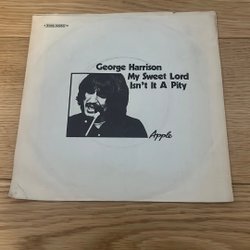 George Harrison
My Sweet Lord
Isn't It A Pity
Apple